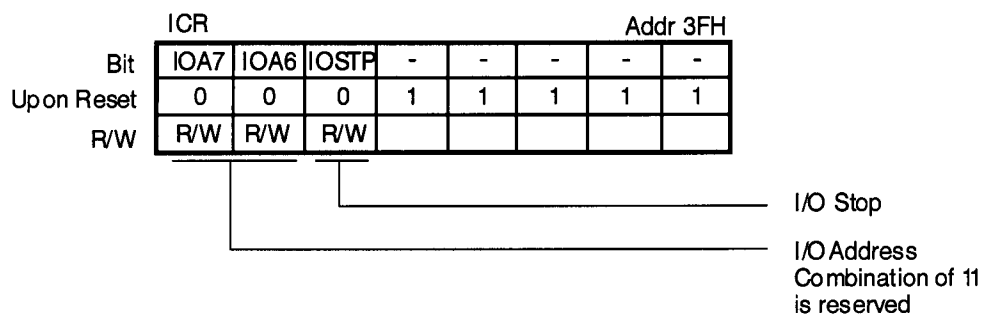 ICR Addr 3FH
Bit IOA7 IOA6 IOSTP - - - - -
Upon Reset 0 0 0 1 1 1 1 1
R/W R/W R/W R/W
I/O Stop
I/O Address
Combination of 11
is reserved